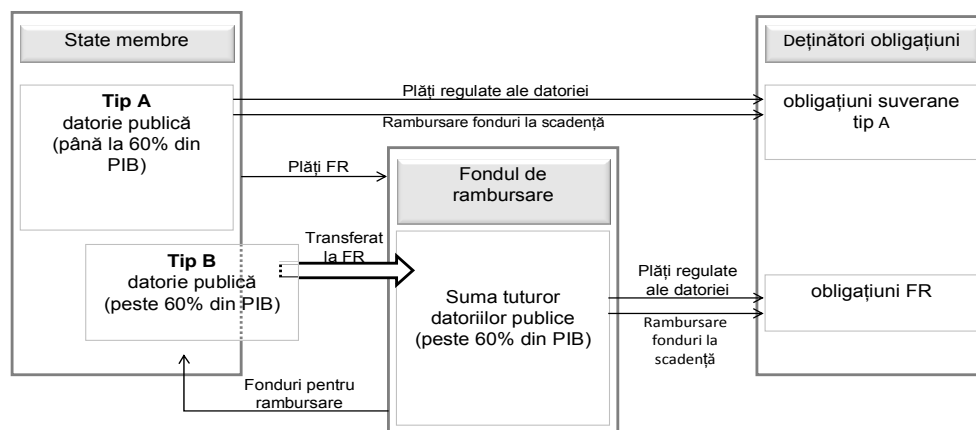 State membre
Tip A
datorie publică
(până la 60% din
PIB)
Tip B
datorie publică
(peste 60% din PIB)
Plăți regulate ale datoriei
Rambursare fonduri la scadență
Plăți FR
Transferat
la FR
Fonduri pentru
rambursare
Fondul de
rambursare
Suma tuturor
datoriilor publice
(peste 60% din PIB)
Plăți regulate
ale datoriei
Rambursare
fonduri la
scadență
Deținători obligațiuni
obligațiuni suverane
tip A
obligațiuni FR